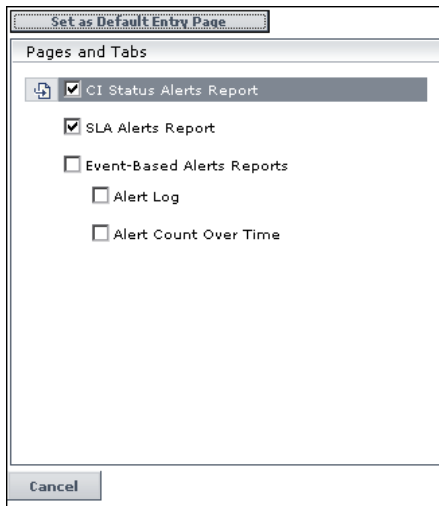 Set as Default Entry Page
Pages and Tabs
CI Status Alerts Report
SLA Alerts Report
Event-Based Alerts Reports
Alert Log
Alert Count Over Time
Cancel